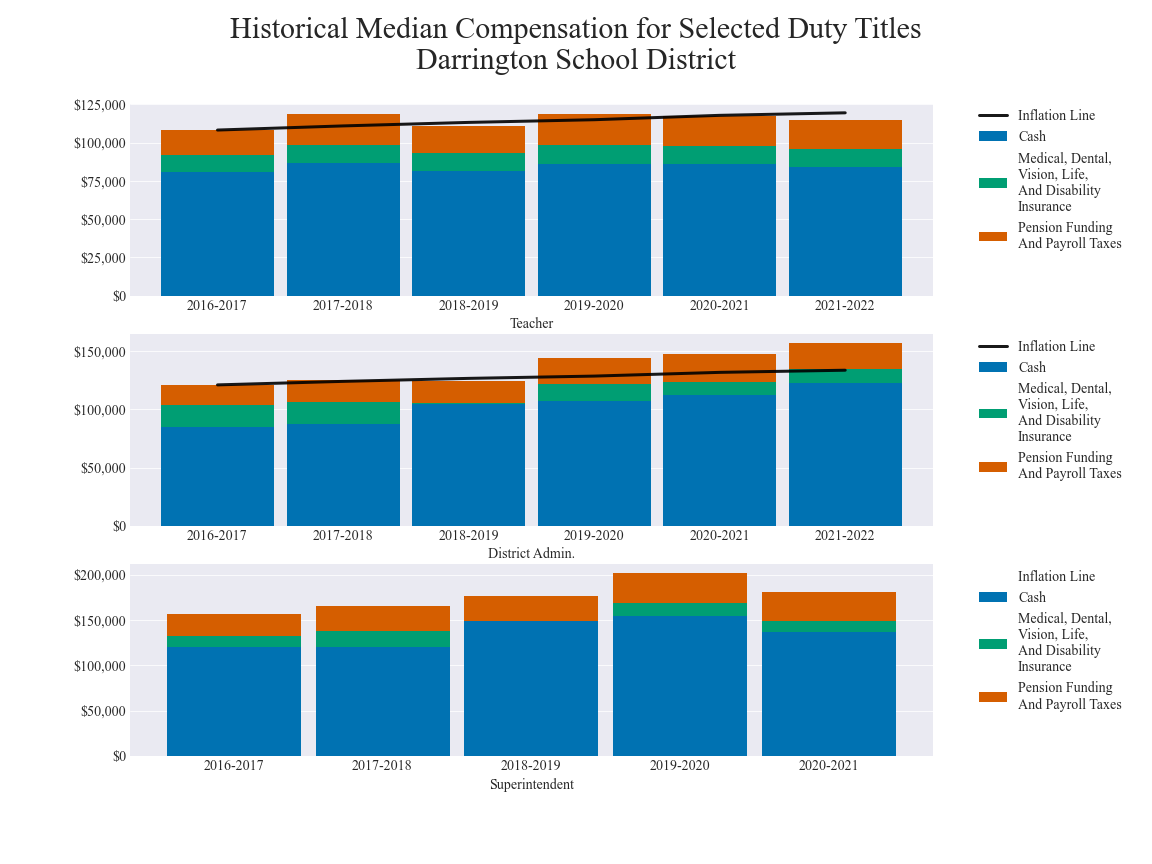 Historical Median Compensation for Selected Duty Titles
Darrington School District
$125,000
$100,000
$75,000
$50,000
$25,000
$0
2016-2017
2017-2018
2018-2019
2019-2020
2020-2021
2021-2022
Teacher
Inflation Line
Cash
Medical, Dental,
Vision, Life,
And Disability
Insurance
Pension Funding
And Payroll Taxes
$150,000
$100,000
$50,000
$0
2016-2017
2017-2018
2018-2019
2019-2020
2020-2021
2021-2022
District Admin.
Inflation Line
Cash
Medical, Dental,
Vision, Life,
And Disability
Insurance
Pension Funding
And Payroll Taxes
$200,000
$150,000
$100,000
$50,000
$0
2016-2017
2017-2018
2018-2019
2019-2020
2020-2021
Superintendent
Inflation Line
Cash
Medical, Dental,
Vision, Life,
And Disability
Insurance
Pension Funding
And Payroll Taxes